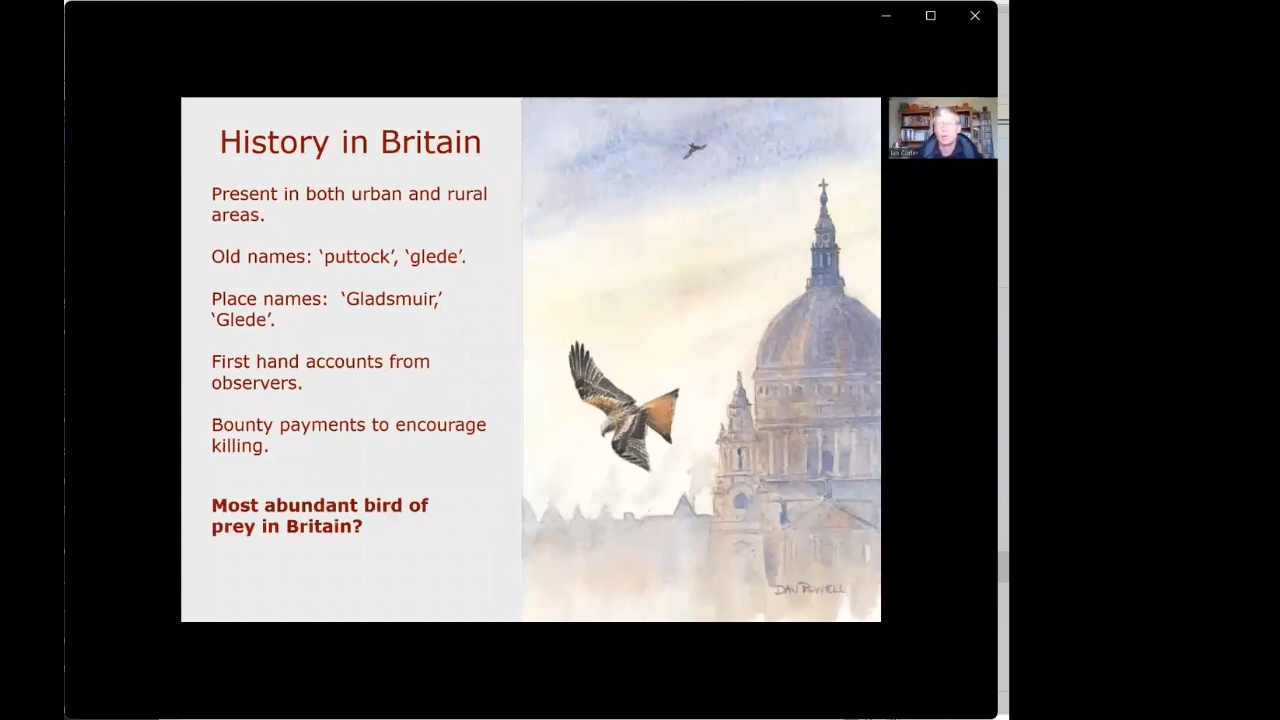 History in Britain
Present in both urban and rural
areas.
Old names: ‘puttock’, ‘glede’.
Place names:  ‘Gladsmuir,’
‘Glede’.
First hand accounts from
observers.
Bounty payments to encourage
killing.
Most abundant bird of
prey in Britain?
DAN POWELL